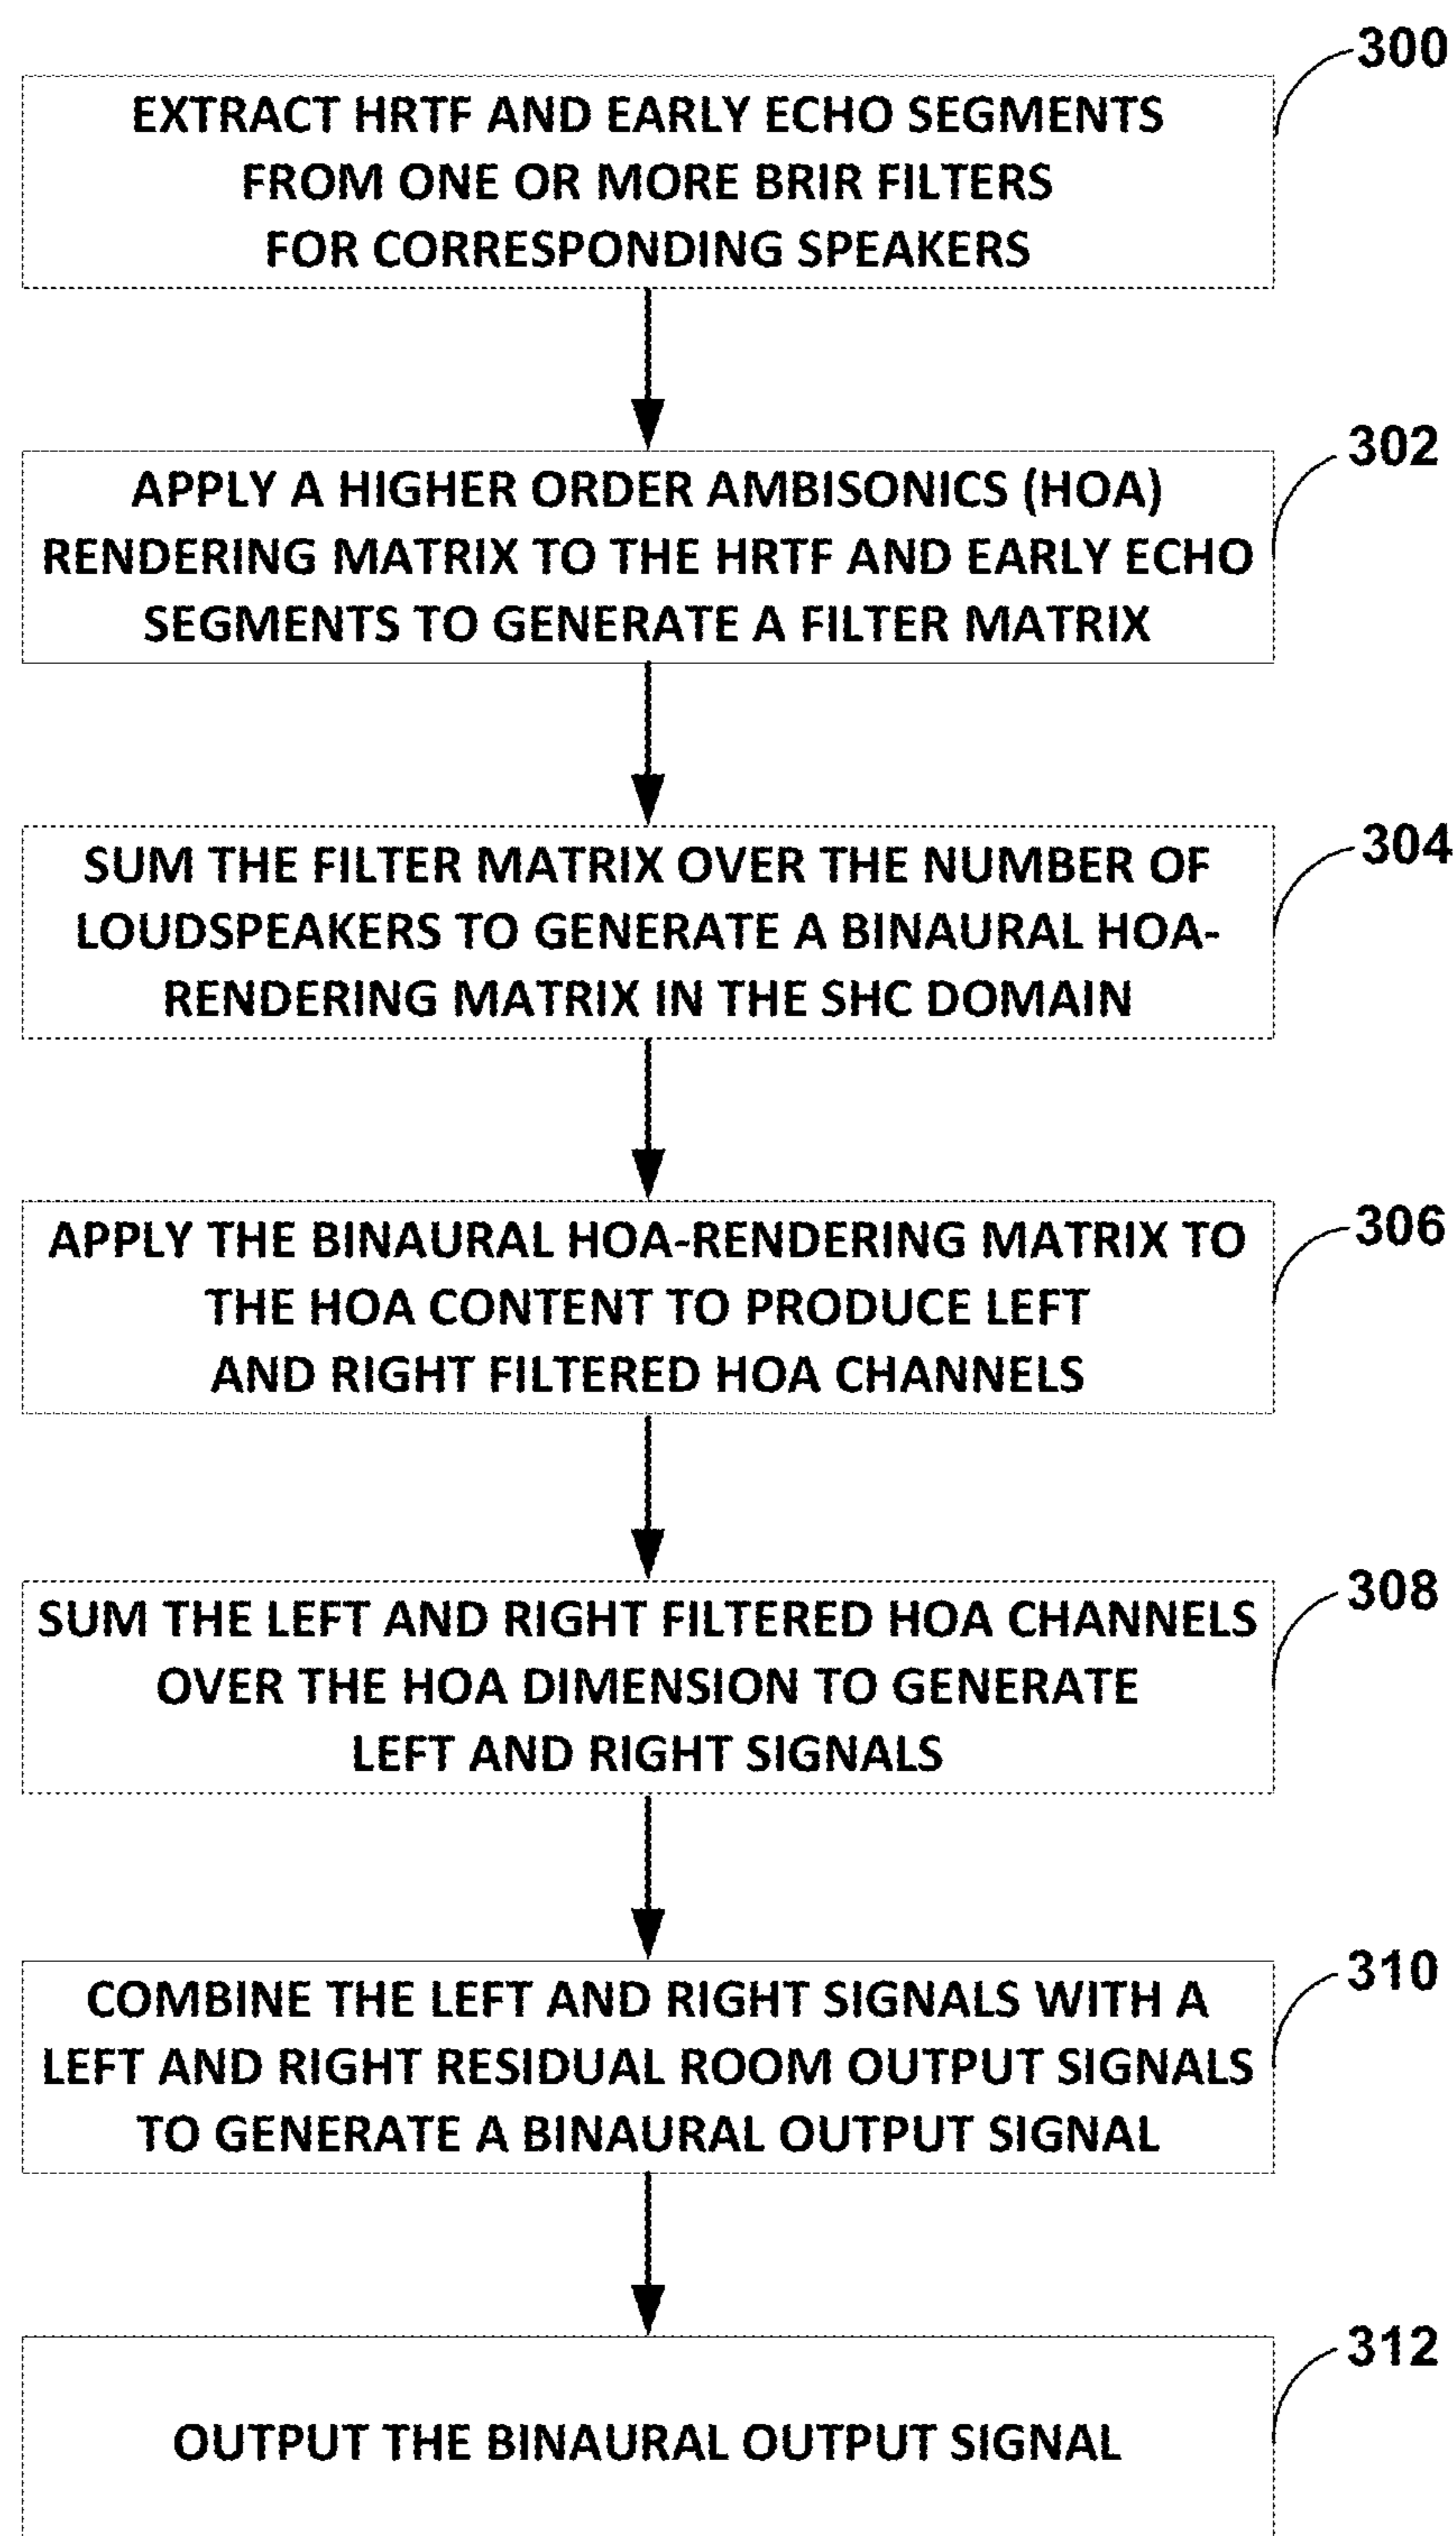 300
EXTRACT HRTF AND EARLY ECHO SEGMENTS
FROM ONE OR MORE BRIR FILTERS
FOR CORRESPONDING SPEAKERS
302
APPLY A HIGHER ORDER AMBISONICS (HOA)
RENDERING MATRIX TO THE HRTF AND EARLY ECHO
SEGMENTS TO GENERATE A FILTER MATRIX
304
SUM THE FILTER MATRIX OVER THE NUMBER OF
LOUDSPEAKERS TO GENERATE A BINAURAL HOA-
RENDERING MATRIX IN THE SHC DOMAIN
306
APPLY THE BINAURAL HOA-RENDERING MATRIX TO
THE HOA CONTENT TO PRODUCE LEFT
AND RIGHT FILTERED HOA CHANNELS
308
SUM THE LEFT AND RIGHT FILTERED HOA CHANNELS
OVER THE HOA DIMENSION TO GENERATE
LEFT AND RIGHT SIGNALS
310
COMBINE THE LEFT AND RIGHT SIGNALS WITH A
LEFT AND RIGHT RESIDUAL ROOM OUTPUT SIGNALS
TO GENERATE A BINAURAL OUTPUT SIGNAL
312
OUTPUT THE BINAURAL OUTPUT SIGNAL